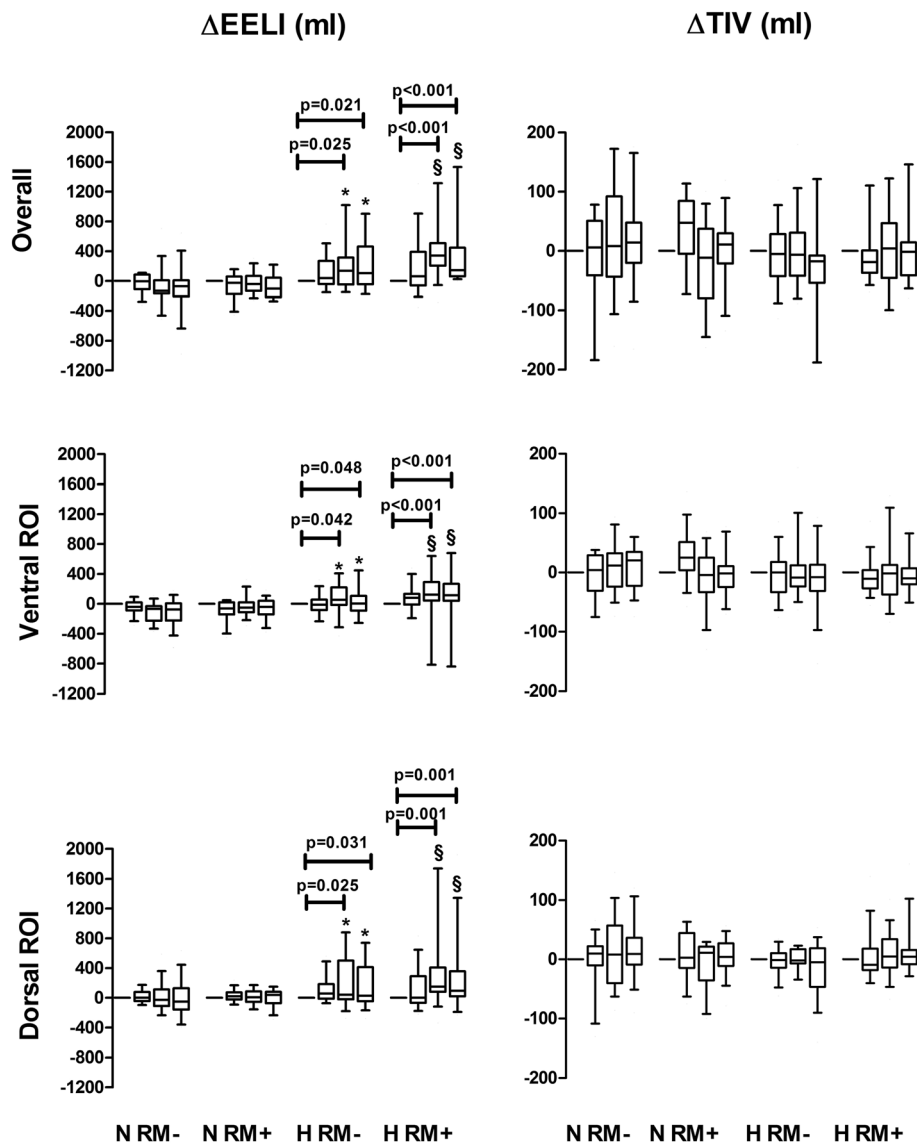 ΔEELI (ml) ΔTIV (ml)
Overall
2000
1600
1200
800
400
0
-400
-800
-1200
p=0.021
p=0.025
p<0.001
p<0.001
* * § §
200
100
0
-100
-200
Ventral ROI
2000
1600
1200
800
400
0
-400
-800
-1200
p=0.048
p=0.042
p<0.001
p<0.001
* * § §
200
100
0
-100
-200
Dorsal ROI
2000
1600
1200
800
400
0
-400
-800
-1200
p=0.031
p=0.025
p=0.001
p=0.001
* * § §
200
100
0
-100
-200
N RM- N RM+ H RM- H RM+ N RM- N RM+ H RM- H RM+